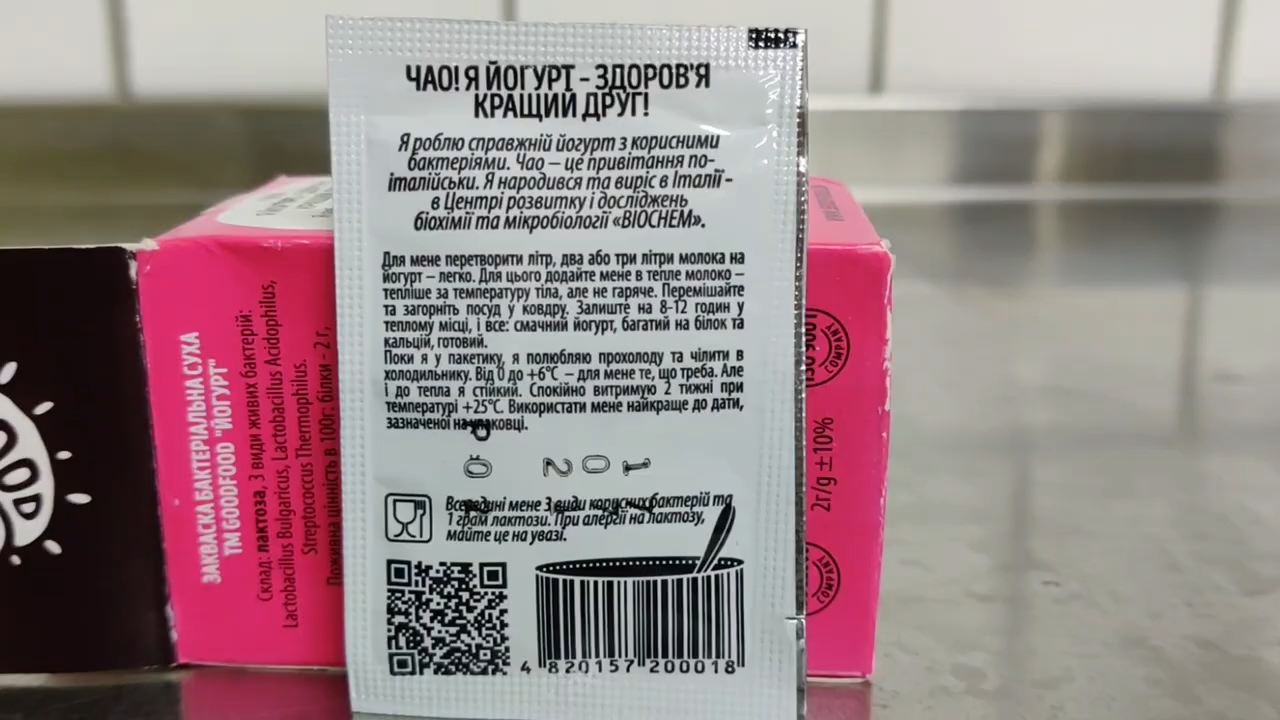 ЧАО! Я ЙОГУРТ – ЗДОРОВ'Я
КРАЩИЙ ДРУГ!
Я роблю справжній йогурт з корисними
бактеріями. Чао – це привітання по-
італійськи. Я народився та виріс в Італії –
в Центрі розвитку і досліджень
біохімії та мікробіології «BIOCHEM».
Для мене перетворити літр, два або три літри молока на
йогурт – легко. Для цього додайте мене в тепле молоко –
тепліше за температуру тіла, але не гаряче. Перемішайте
та загорніть посуд у ковдру. Залиште на 8-12 годин у
теплому місці, і все: смачний йогурт, багатий на білок та
кальцій, готовий.
Поки я у пакетику, я полюбляю прохолоду та чілити в
холодильнику. Від 0 до +6°С – для мене те, що треба. Але
і до тепла я стійкий. Спокійно витримую 2 тижні при
температурі +25°С. Використати мене найкраще до дати,
зазначеної на упаковці.
Всередині мене 3 види корисних бактерій та
1 грам лактози. При алергії на лактозу,
майте це на увазі.
4 820157 200018
ЗАКВАСКА БАКТЕРІАЛЬНА СУХА
ТМ GOODFOOD "ЙОГУРТ"
Склад: лактоза, 3 види живих бактерій:
Lactobacillus Bulgaricus, Lactobacillus Acidophilus,
Streptococcus Thermophilus.
Поживна цінність в 100г: білки - 2 г,
ISO 9001
COMPANY
2г/g ±10%
COMPANY